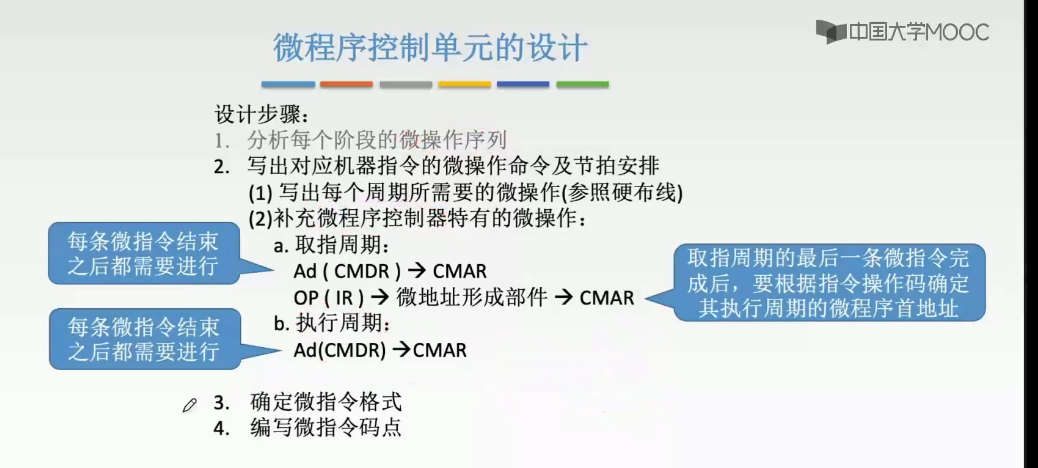 中国大学MOOC
微程序控制单元的设计
设计步骤：
1. 分析每个阶段的微操作序列
2. 写出对应机器指令的微操作命令及节拍安排
(1) 写出每个周期所需要的微操作(参照硬布线)
(2)补充微程序控制器特有的微操作：
a. 取指周期：
每条微指令结束
之后都需要进行
Ad ( CMDR ) → CMAR
OP ( IR ) → 微地址形成部件 → CMAR
取指周期的最后一条微指令完
成后，要根据指令操作码确定
其执行周期的微程序首地址
b. 执行周期：
每条微指令结束
之后都需要进行
Ad(CMDR) →CMAR
3. 确定微指令格式
4. 编写微指令码点